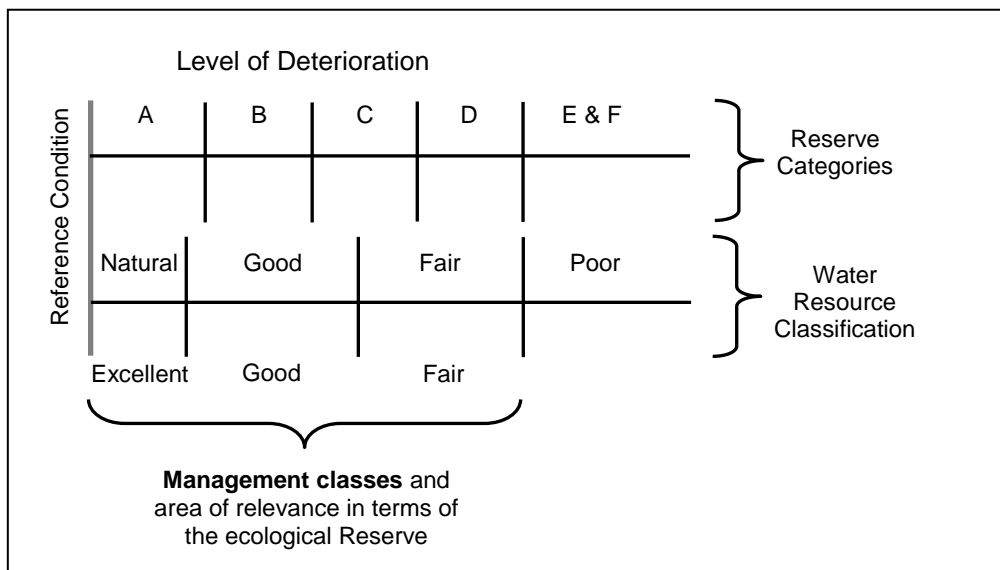 Level of Deterioration
A B C D E & F
Reserve
Categories
Reference Condition
Natural Good Fair Poor
Water
Resource
Classification
Excellent Good Fair
Management classes and
area of relevance in terms of
the ecological Reserve